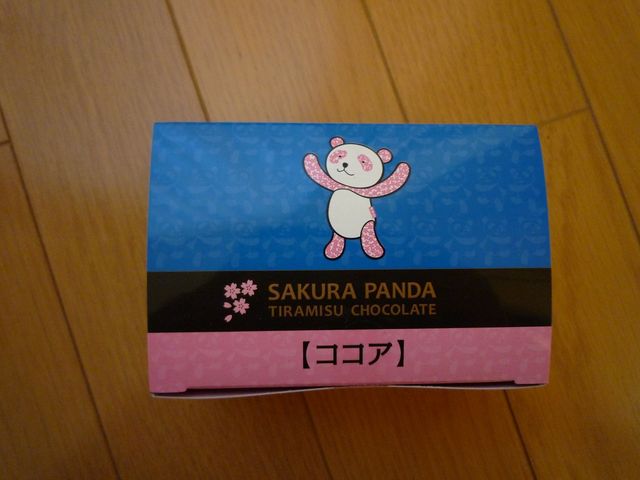 SAKURA PANDA
TIRAMISU CHOCOLATE
【ココア】